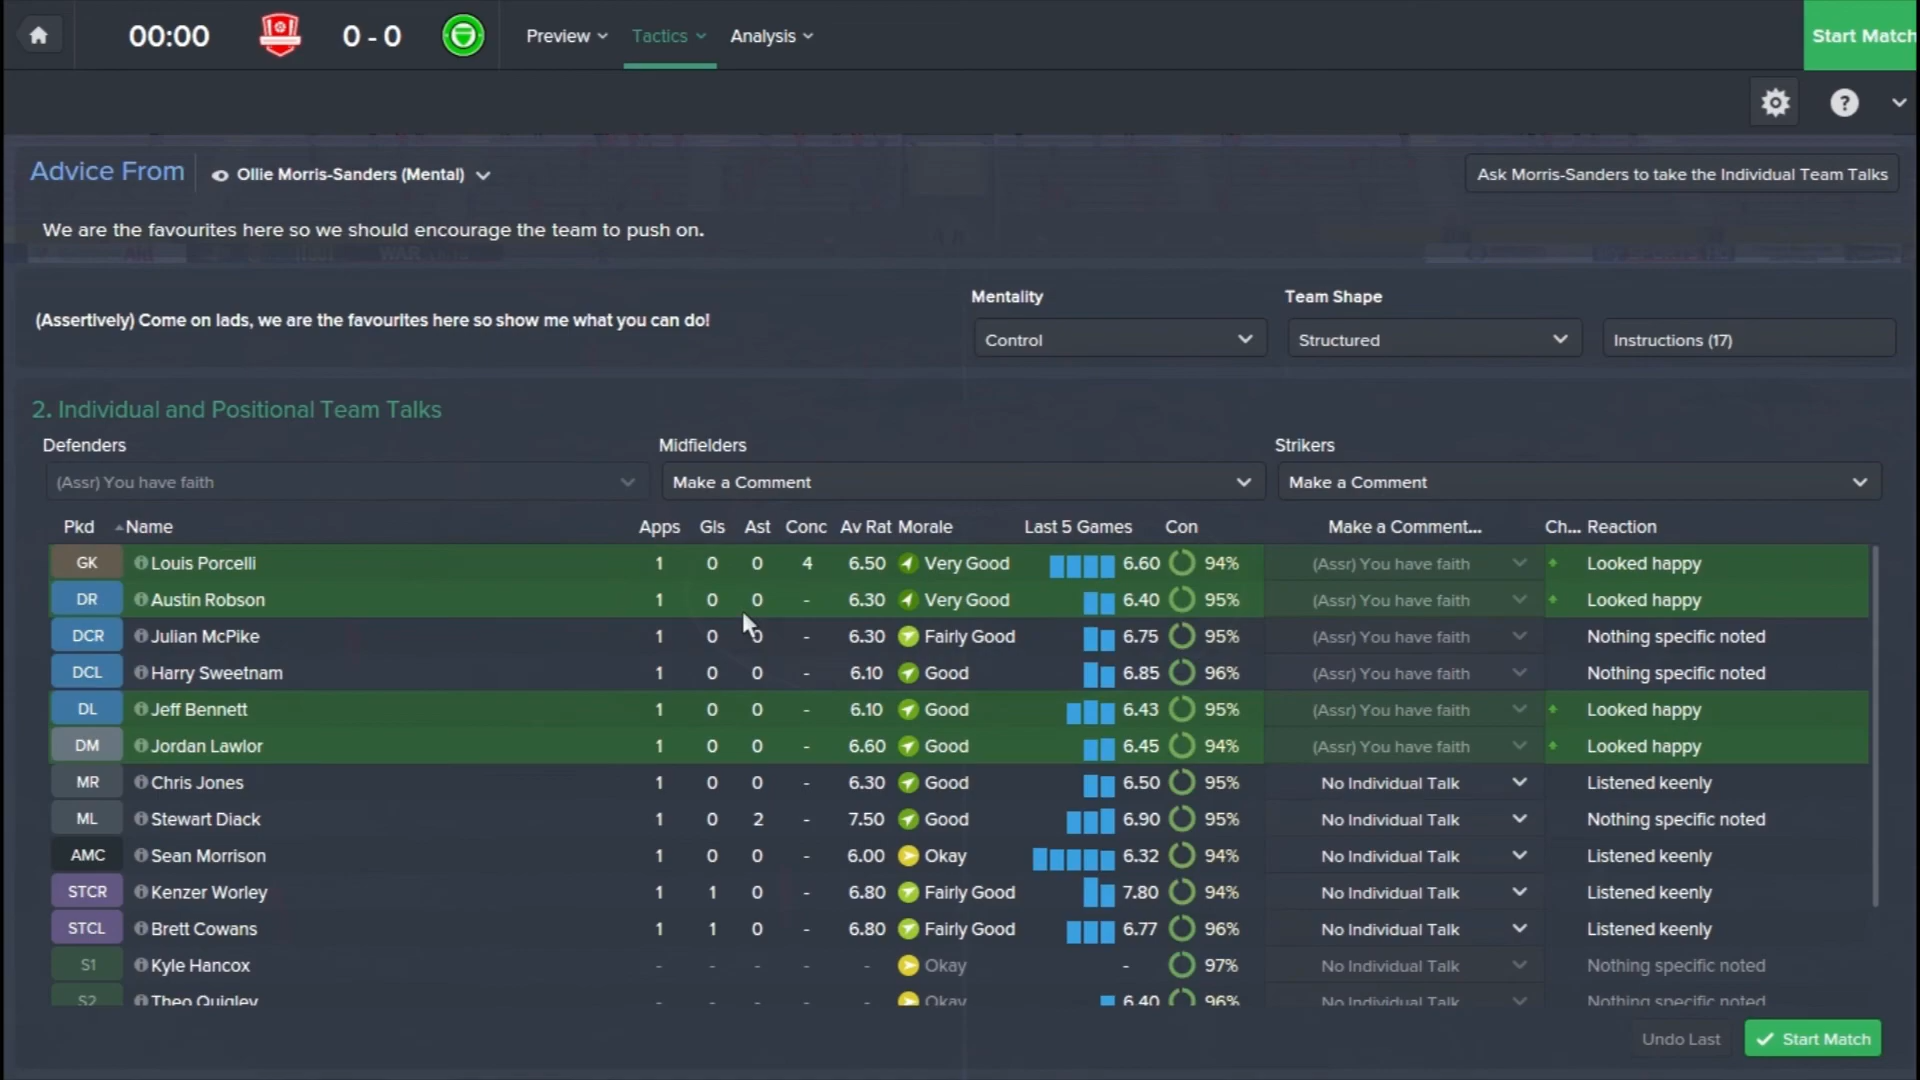 00:00 0 - 0 Preview Tactics Analysis Start Match
Advice From Ollie Morris-Sanders (Mental) Ask Morris-Sanders to take the Individual Team Talks
We are the favourites here so we should encourage the team to push on.
Mentality Team Shape
(Assertively) Come on lads, we are the favourites here so show me what you can do!
Control Structured Instructions (17)
2. Individual and Positional Team Talks
Defenders Midfielders Strikers
(Assr) You have faith Make a Comment Make a Comment
Pkd Name Apps Gls Ast Conc Av Rat Morale Last 5 Games Con Make a Comment... Ch... Reaction
GK Louis Porcelli 1 0 0 4 6.50 Very Good 6.60 94% (Assr) You have faith Looked happy
DR Austin Robson 1 0 0 - 6.30 Very Good 6.40 95% (Assr) You have faith Looked happy
DCR Julian McPike 1 0 0 - 6.30 Fairly Good 6.75 95% (Assr) You have faith Nothing specific noted
DCL Harry Sweetnam 1 0 0 - 6.10 Good 6.85 96% (Assr) You have faith Nothing specific noted
DL Jeff Bennett 1 0 0 - 6.10 Good 6.43 95% (Assr) You have faith Looked happy
DM Jordan Lawlor 1 0 0 - 6.60 Good 6.45 94% (Assr) You have faith Looked happy
MR Chris Jones 1 0 0 - 6.30 Good 6.50 95% No Individual Talk Listened keenly
ML Stewart Diack 1 0 2 - 7.50 Good 6.90 95% No Individual Talk Nothing specific noted
AMC Sean Morrison 1 0 0 - 6.00 Okay 6.32 94% No Individual Talk Listened keenly
STCR Kenzer Worley 1 1 0 - 6.80 Fairly Good 7.80 94% No Individual Talk Listened keenly
STCL Brett Cowans 1 1 0 - 6.80 Fairly Good 6.77 96% No Individual Talk Listened keenly
S1 Kyle Hancox - - - - - Okay - 97% No Individual Talk Nothing specific noted
S2 Theo Quigley - - - - - Okay 6.40 96% No Individual Talk Nothing specific noted
Undo Last Start Match